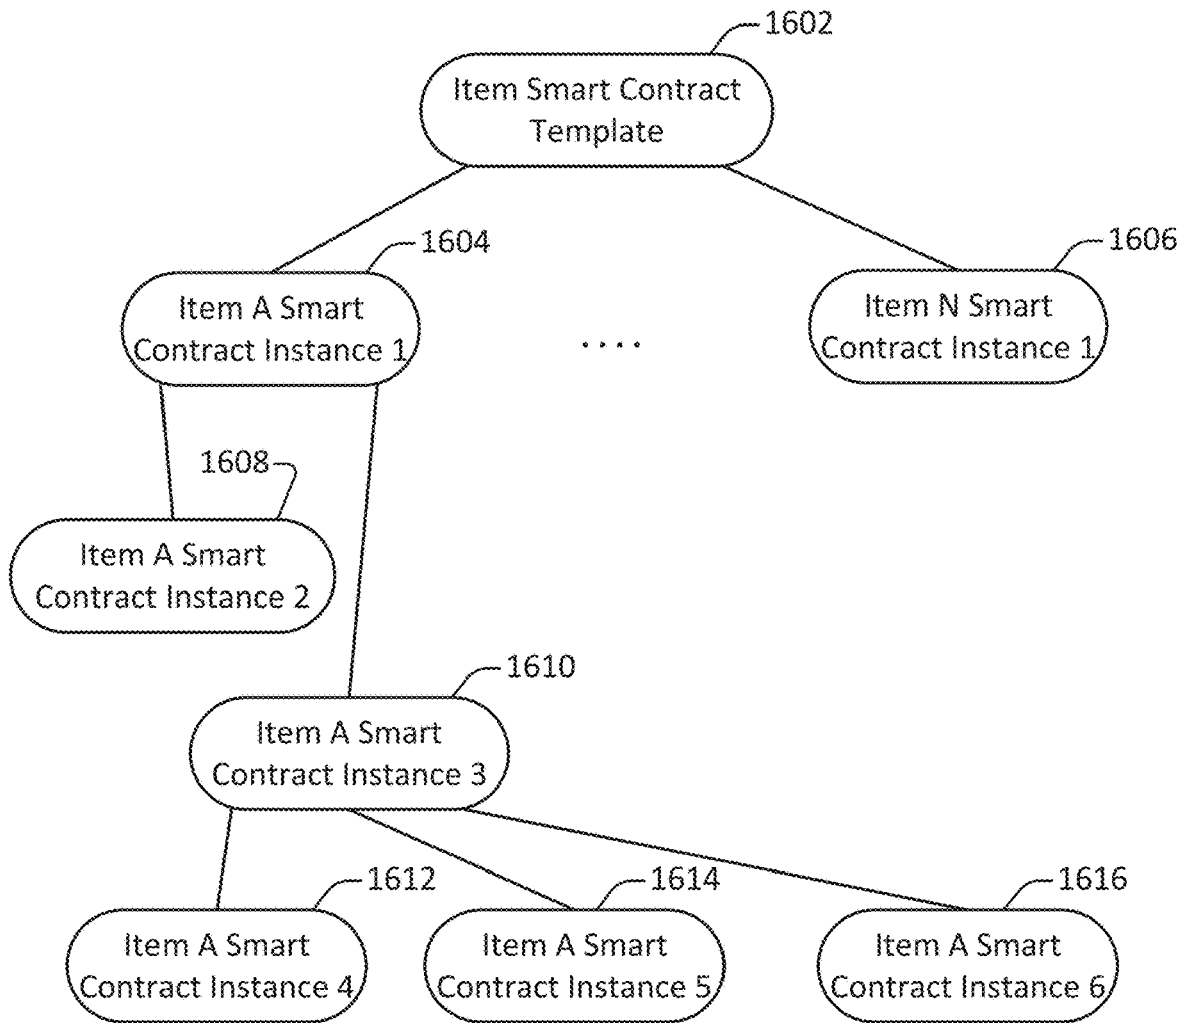 1602
Item Smart Contract
Template
1604
1606
Item A Smart
Contract Instance 1
....
Item N Smart
Contract Instance 1
1608
Item A Smart
Contract Instance 2
1610
Item A Smart
Contract Instance 3
1612
1614
1616
Item A Smart
Contract Instance 4
Item A Smart
Contract Instance 5
Item A Smart
Contract Instance 6